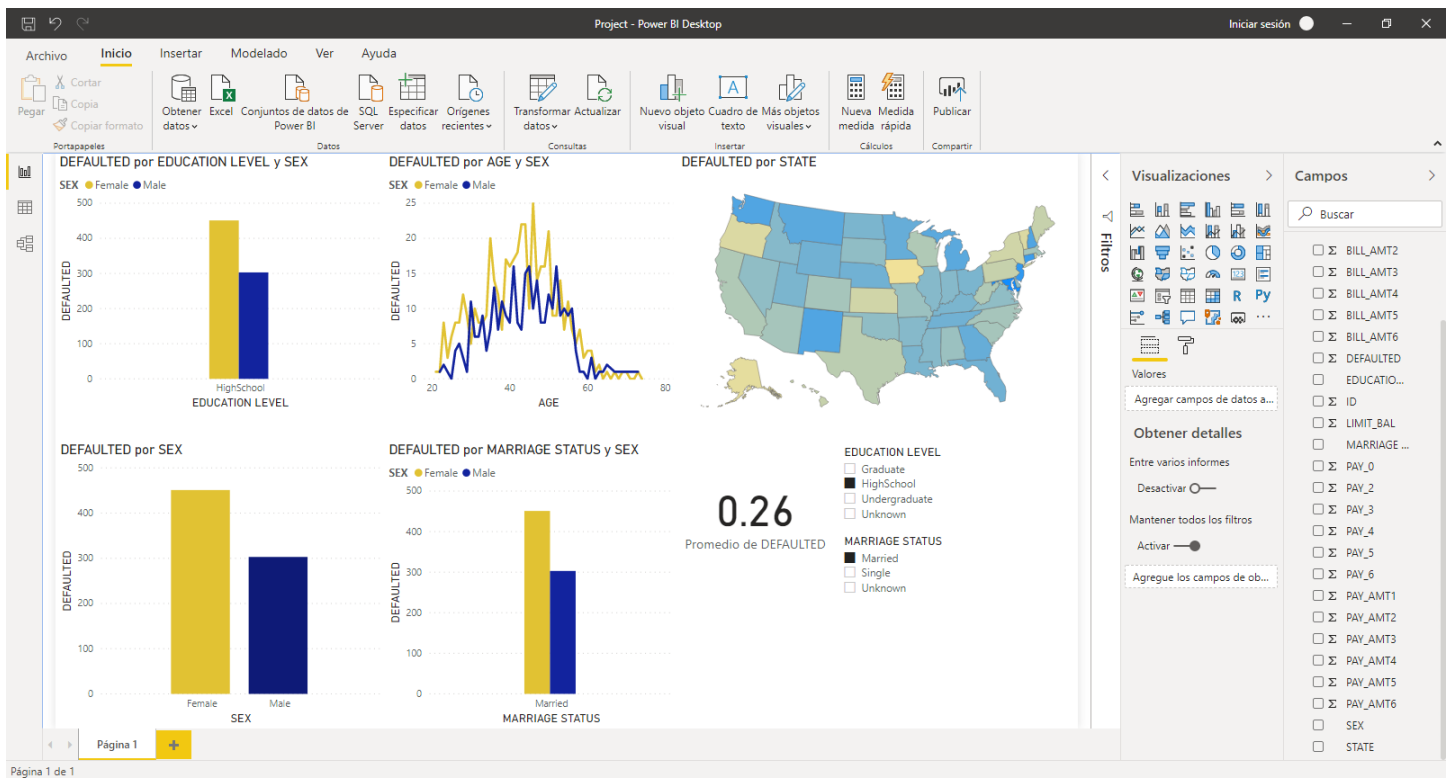 Project - Power BI Desktop
Iniciar sesión
Archivo Inicio Insertar Modelado Ver Ayuda
Pegar
Cortar
Copia
Copiar formato
Portapapeles
Obtener datos
Excel
Conjuntos de datos de Power BI
SQL Server
Especificar datos
Orígenes recientes
Datos
Transformar datos
Actualizar
Consultas
Nuevo objeto visual
Cuadro de texto
Más objetos visuales
Insertar
Nueva medida
Medida rápida
Cálculos
Publicar
Compartir
DEFAULTED por EDUCATION LEVEL y SEX
SEX Female Male
500
400
300
200
100
0
DEFAULTED
HighSchool
EDUCATION LEVEL
DEFAULTED por AGE y SEX
SEX Female Male
25
20
15
10
5
0
DEFAULTED
20 40 60 80
AGE
DEFAULTED por STATE
DEFAULTED por SEX
500
400
300
200
100
0
DEFAULTED
Female Male
SEX
DEFAULTED por MARRIAGE STATUS y SEX
SEX Female Male
500
400
300
200
100
0
DEFAULTED
Married
MARRIAGE STATUS
0.26
Promedio de DEFAULTED
EDUCATION LEVEL
Graduate
HighSchool
Undergraduate
Unknown
MARRIAGE STATUS
Married
Single
Unknown
Filtros
Visualizaciones
R Py
123
Valores
Agregar campos de datos a...
Obtener detalles
Entre varios informes
Desactivar
Mantener todos los filtros
Activar
Agregue los campos de ob...
Campos
Buscar
Σ BILL_AMT2
Σ BILL_AMT3
Σ BILL_AMT4
Σ BILL_AMT5
Σ BILL_AMT6
Σ DEFAULTED
EDUCATIO...
Σ ID
Σ LIMIT_BAL
MARRIAGE ...
Σ PAY_0
Σ PAY_2
Σ PAY_3
Σ PAY_4
Σ PAY_5
Σ PAY_6
Σ PAY_AMT1
Σ PAY_AMT2
Σ PAY_AMT3
Σ PAY_AMT4
Σ PAY_AMT5
Σ PAY_AMT6
SEX
STATE
Página 1
Página 1 de 1